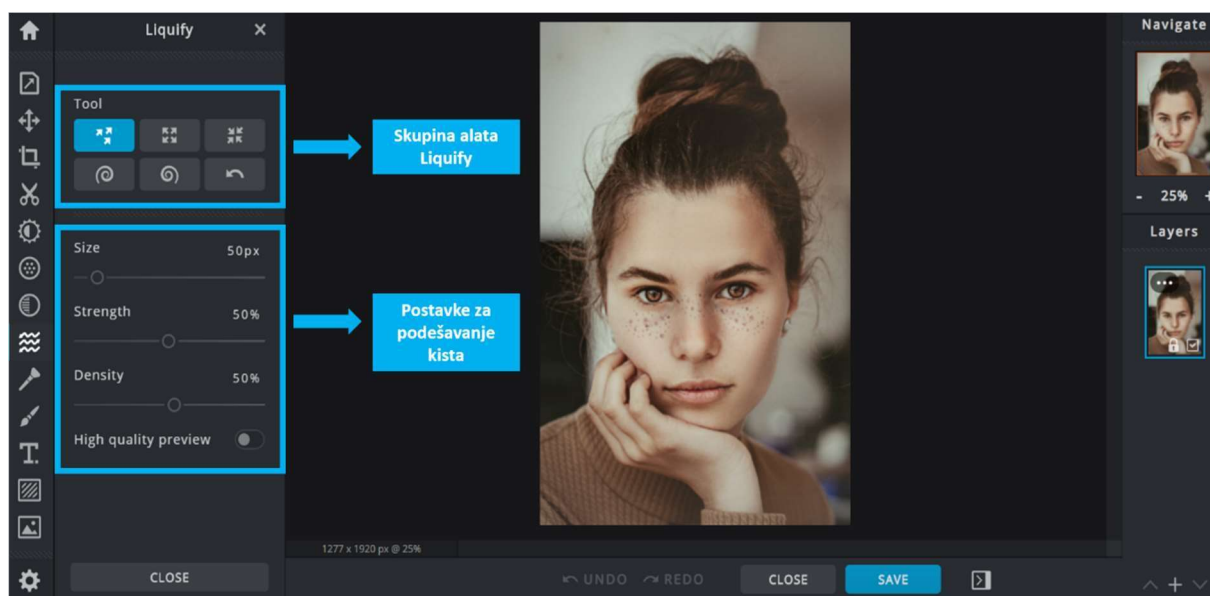 Liquify
Tool
Skupina alata
Liquify
Size 50px
Strength 50%
Density 50%
High quality preview
Postavke za
podešavanje
kista
CLOSE
1277 x 1920 px @ 25%
UNDO REDO CLOSE SAVE
Navigate
- 25% +
Layers